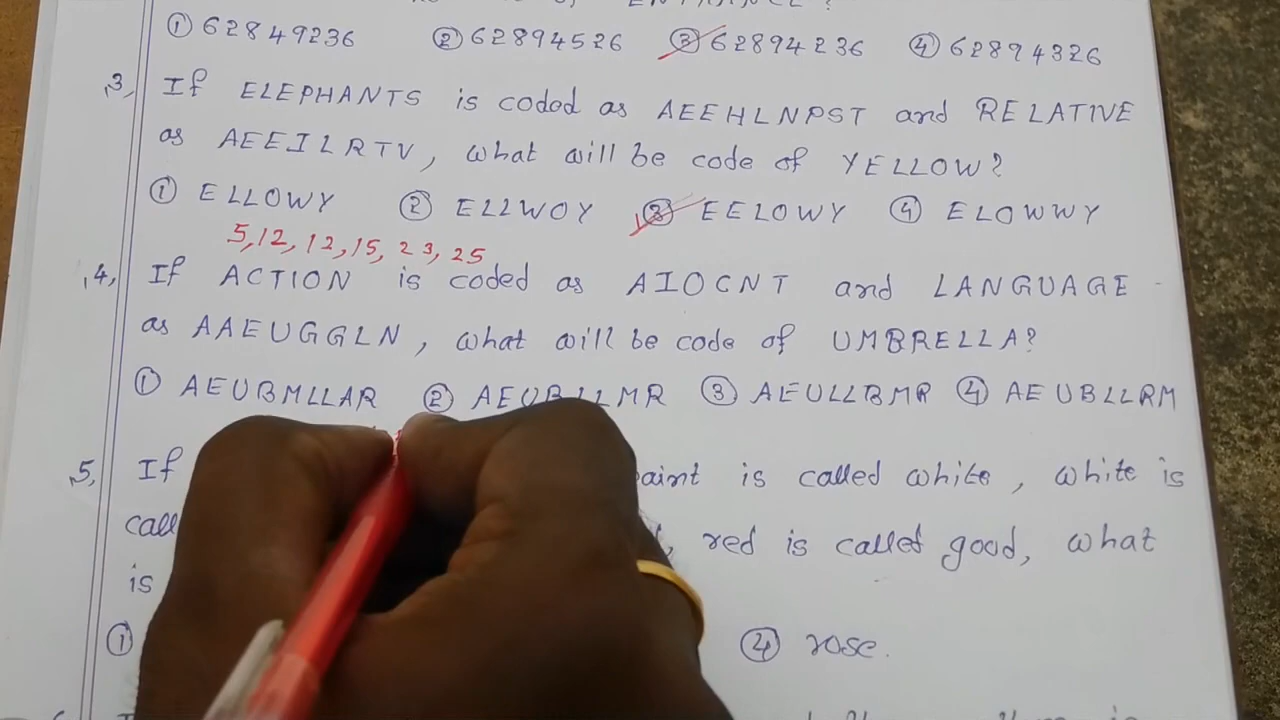 ① 62849236 ② 62894526 ③ 62894236 ④ 62894326
3, If ELEPHANTS is coded as AEEHLNPST and RELATIVE
as AEEILRTV, what will be code of YELLOW?
① ELLOWY ② ELLWOY ③ EELOWY ④ ELOWWY
5,12,12,15,23,25
4, If ACTION is coded as AIOCNT and LANGUAGE
as AAEUGGLN, what will be code of UMBRELLA?
① AEUBMLLAR ② AEUBLLMR ③ AEULLBMR ④ AEUBLLRM
5, If is called white, white is
red is called good, what
is
① ④ rose.